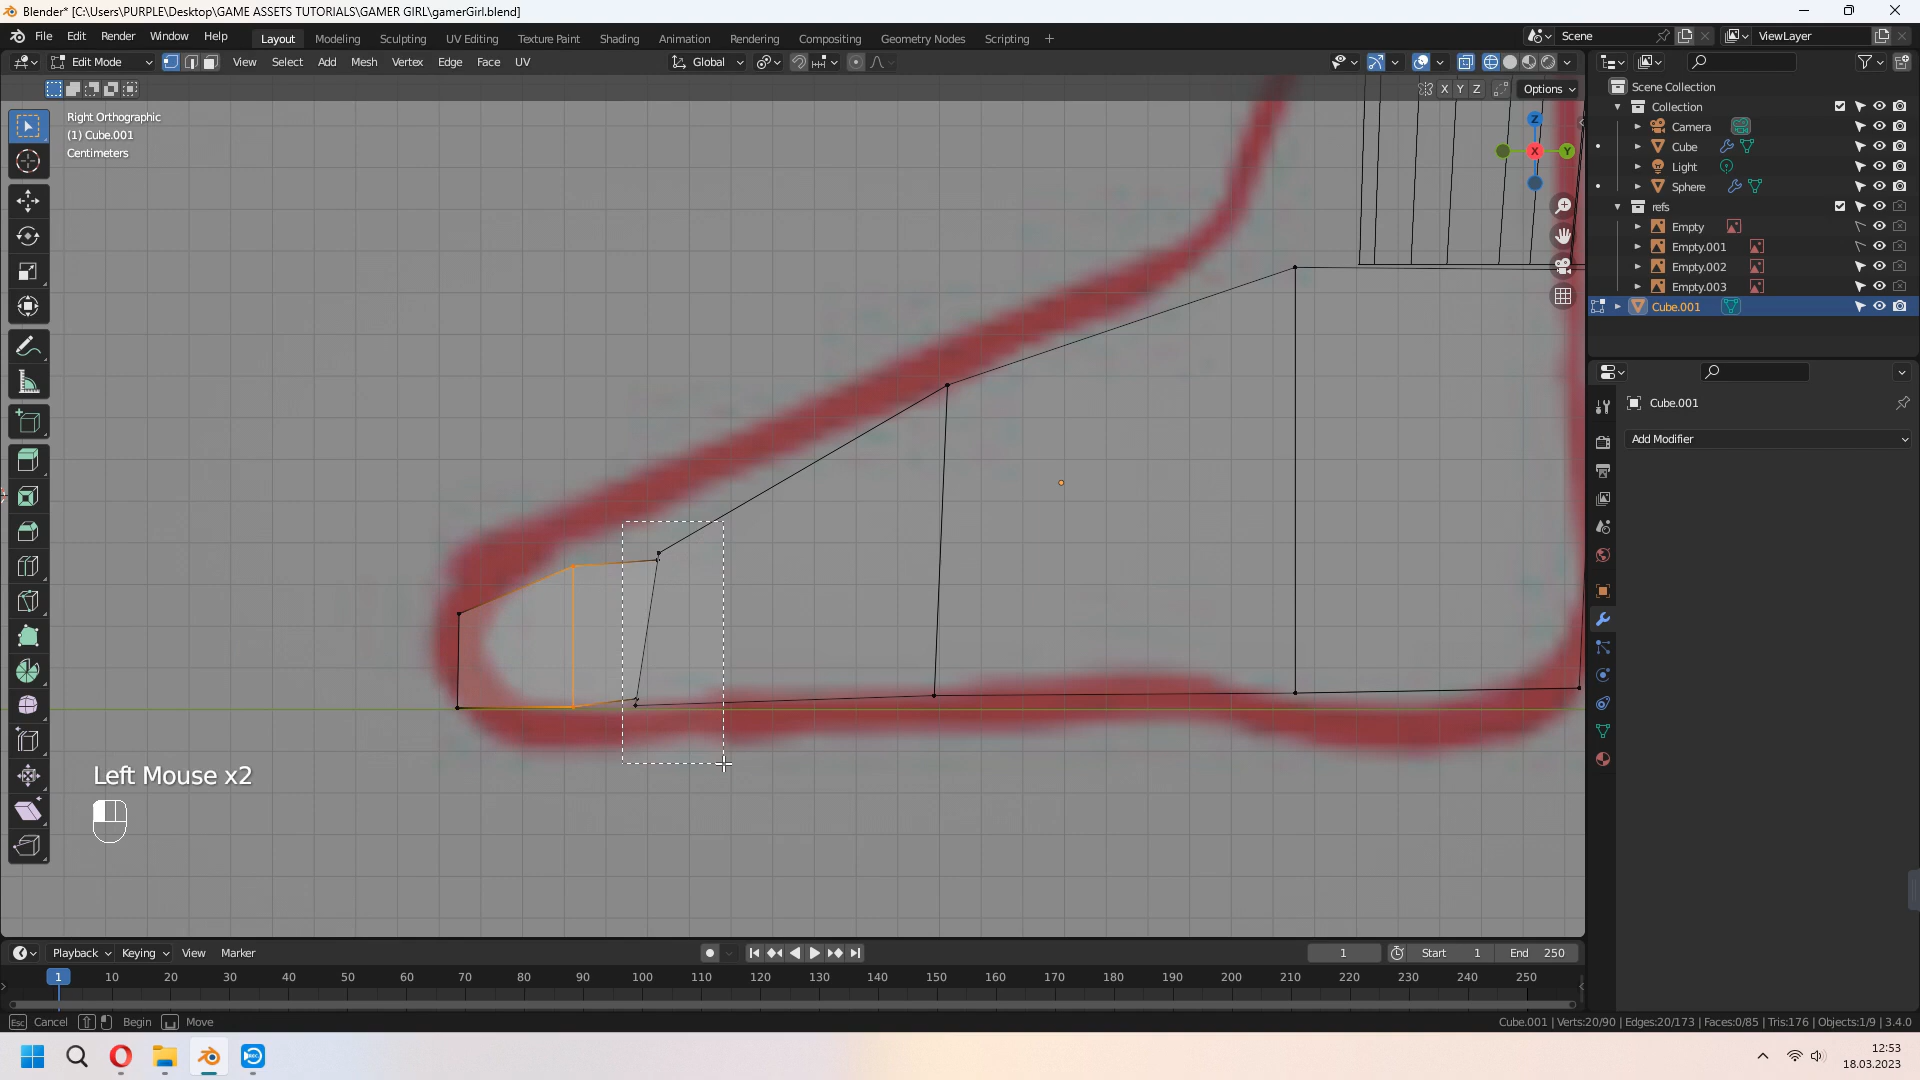 Blender* [C:\Users\PURPLE\Desktop\GAME ASSETS TUTORIALS\GAMER GIRL\gamerGirl.blend]
File Edit Render Window Help Layout Modeling Sculpting UV Editing Texture Paint Shading Animation Rendering Compositing Geometry Nodes Scripting + Scene ViewLayer
Edit Mode View Select Add Mesh Vertex Edge Face UV Global
X Y Z Options
Right Orthographic
(1) Cube.001
Centimeters
Z
Y
X
Scene Collection
Collection
Camera
Cube
Light
Sphere
refs
Empty
Empty.001
Empty.002
Empty.003
Cube.001
Cube.001
Add Modifier
Left Mouse x2
Playback Keying View Marker 1 Start 1 End 250
1 10 20 30 40 50 60 70 80 90 100 110 120 130 140 150 160 170 180 190 200 210 220 230 240 250
Esc Cancel Begin Move Cube.001 | Verts:20/90 | Edges:20/173 | Faces:0/85 | Tris:176 | Objects:1/9 | 3.4.0
12:53
18.03.2023